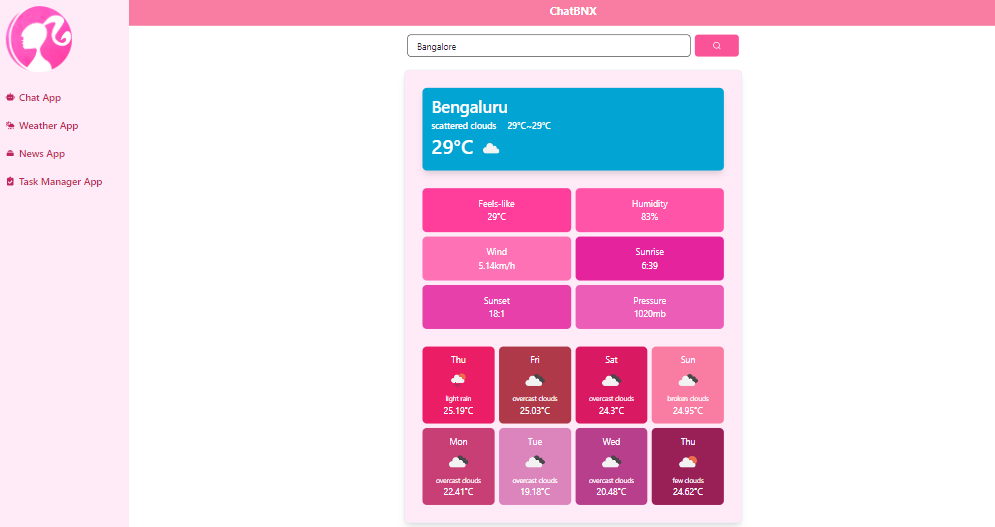 ChatBNX
Chat App
Weather App
News App
Task Manager App
Bangalore
Bengaluru
scattered clouds 29°C~29°C
29°C
Feels-like
29°C
Humidity
83%
Wind
5.14km/h
Sunrise
6:39
Sunset
18:1
Pressure
1020mb
Thu
light rain
25.19°C
Fri
overcast clouds
25.03°C
Sat
overcast clouds
24.3°C
Sun
broken clouds
24.95°C
Mon
overcast clouds
22.41°C
Tue
overcast clouds
19.18°C
Wed
overcast clouds
20.48°C
Thu
few clouds
24.62°C